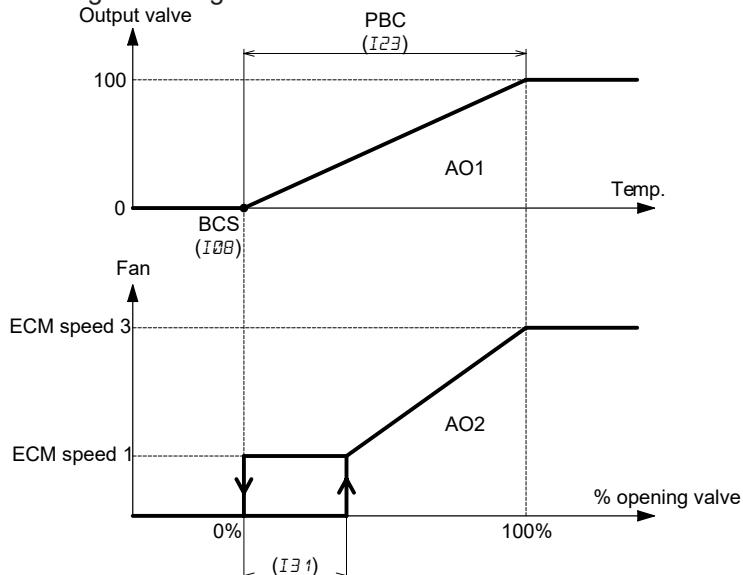 Output valve
PBC
(I23)
100
AO1
Temp.
0
BCS
(I08)
Fan
ECM speed 3
AO2
ECM speed 1
% opening valve
0%
100%
(I31)